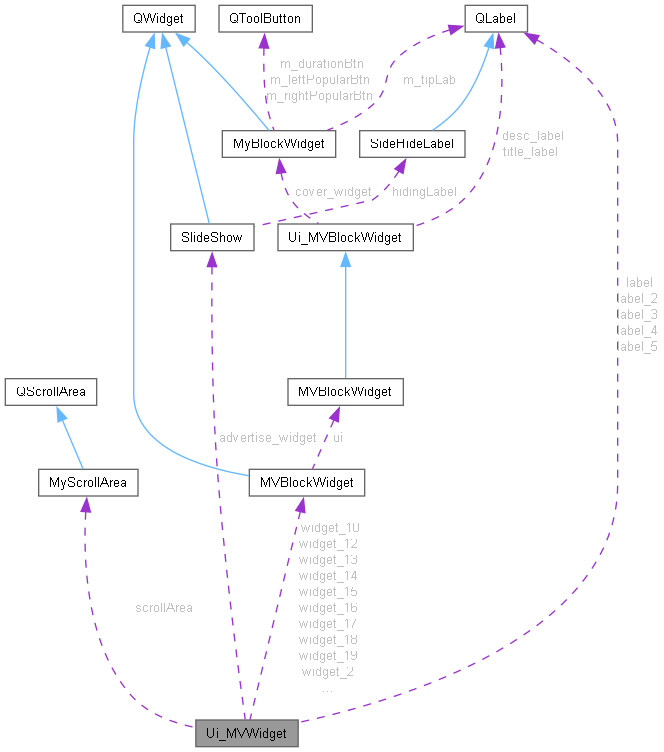 QWidget
QToolButton
QLabel
m_durationBtn
m_leftPopularBtn
m_rightPopularBtn
m_tipLab
MyBlockWidget
SideHideLabel
desc_label
title_label
cover_widget
hidingLabel
SlideShow
Ui_MVBlockWidget
label
label_2
label_3
label_4
label_5
QScrollArea
MVBlockWidget
advertise_widget
ui
MyScrollArea
MVBlockWidget
widget_10
widget_12
widget_13
widget_14
widget_15
widget_16
widget_17
widget_18
widget_19
widget_2
...
scrollArea
Ui_MVWidget